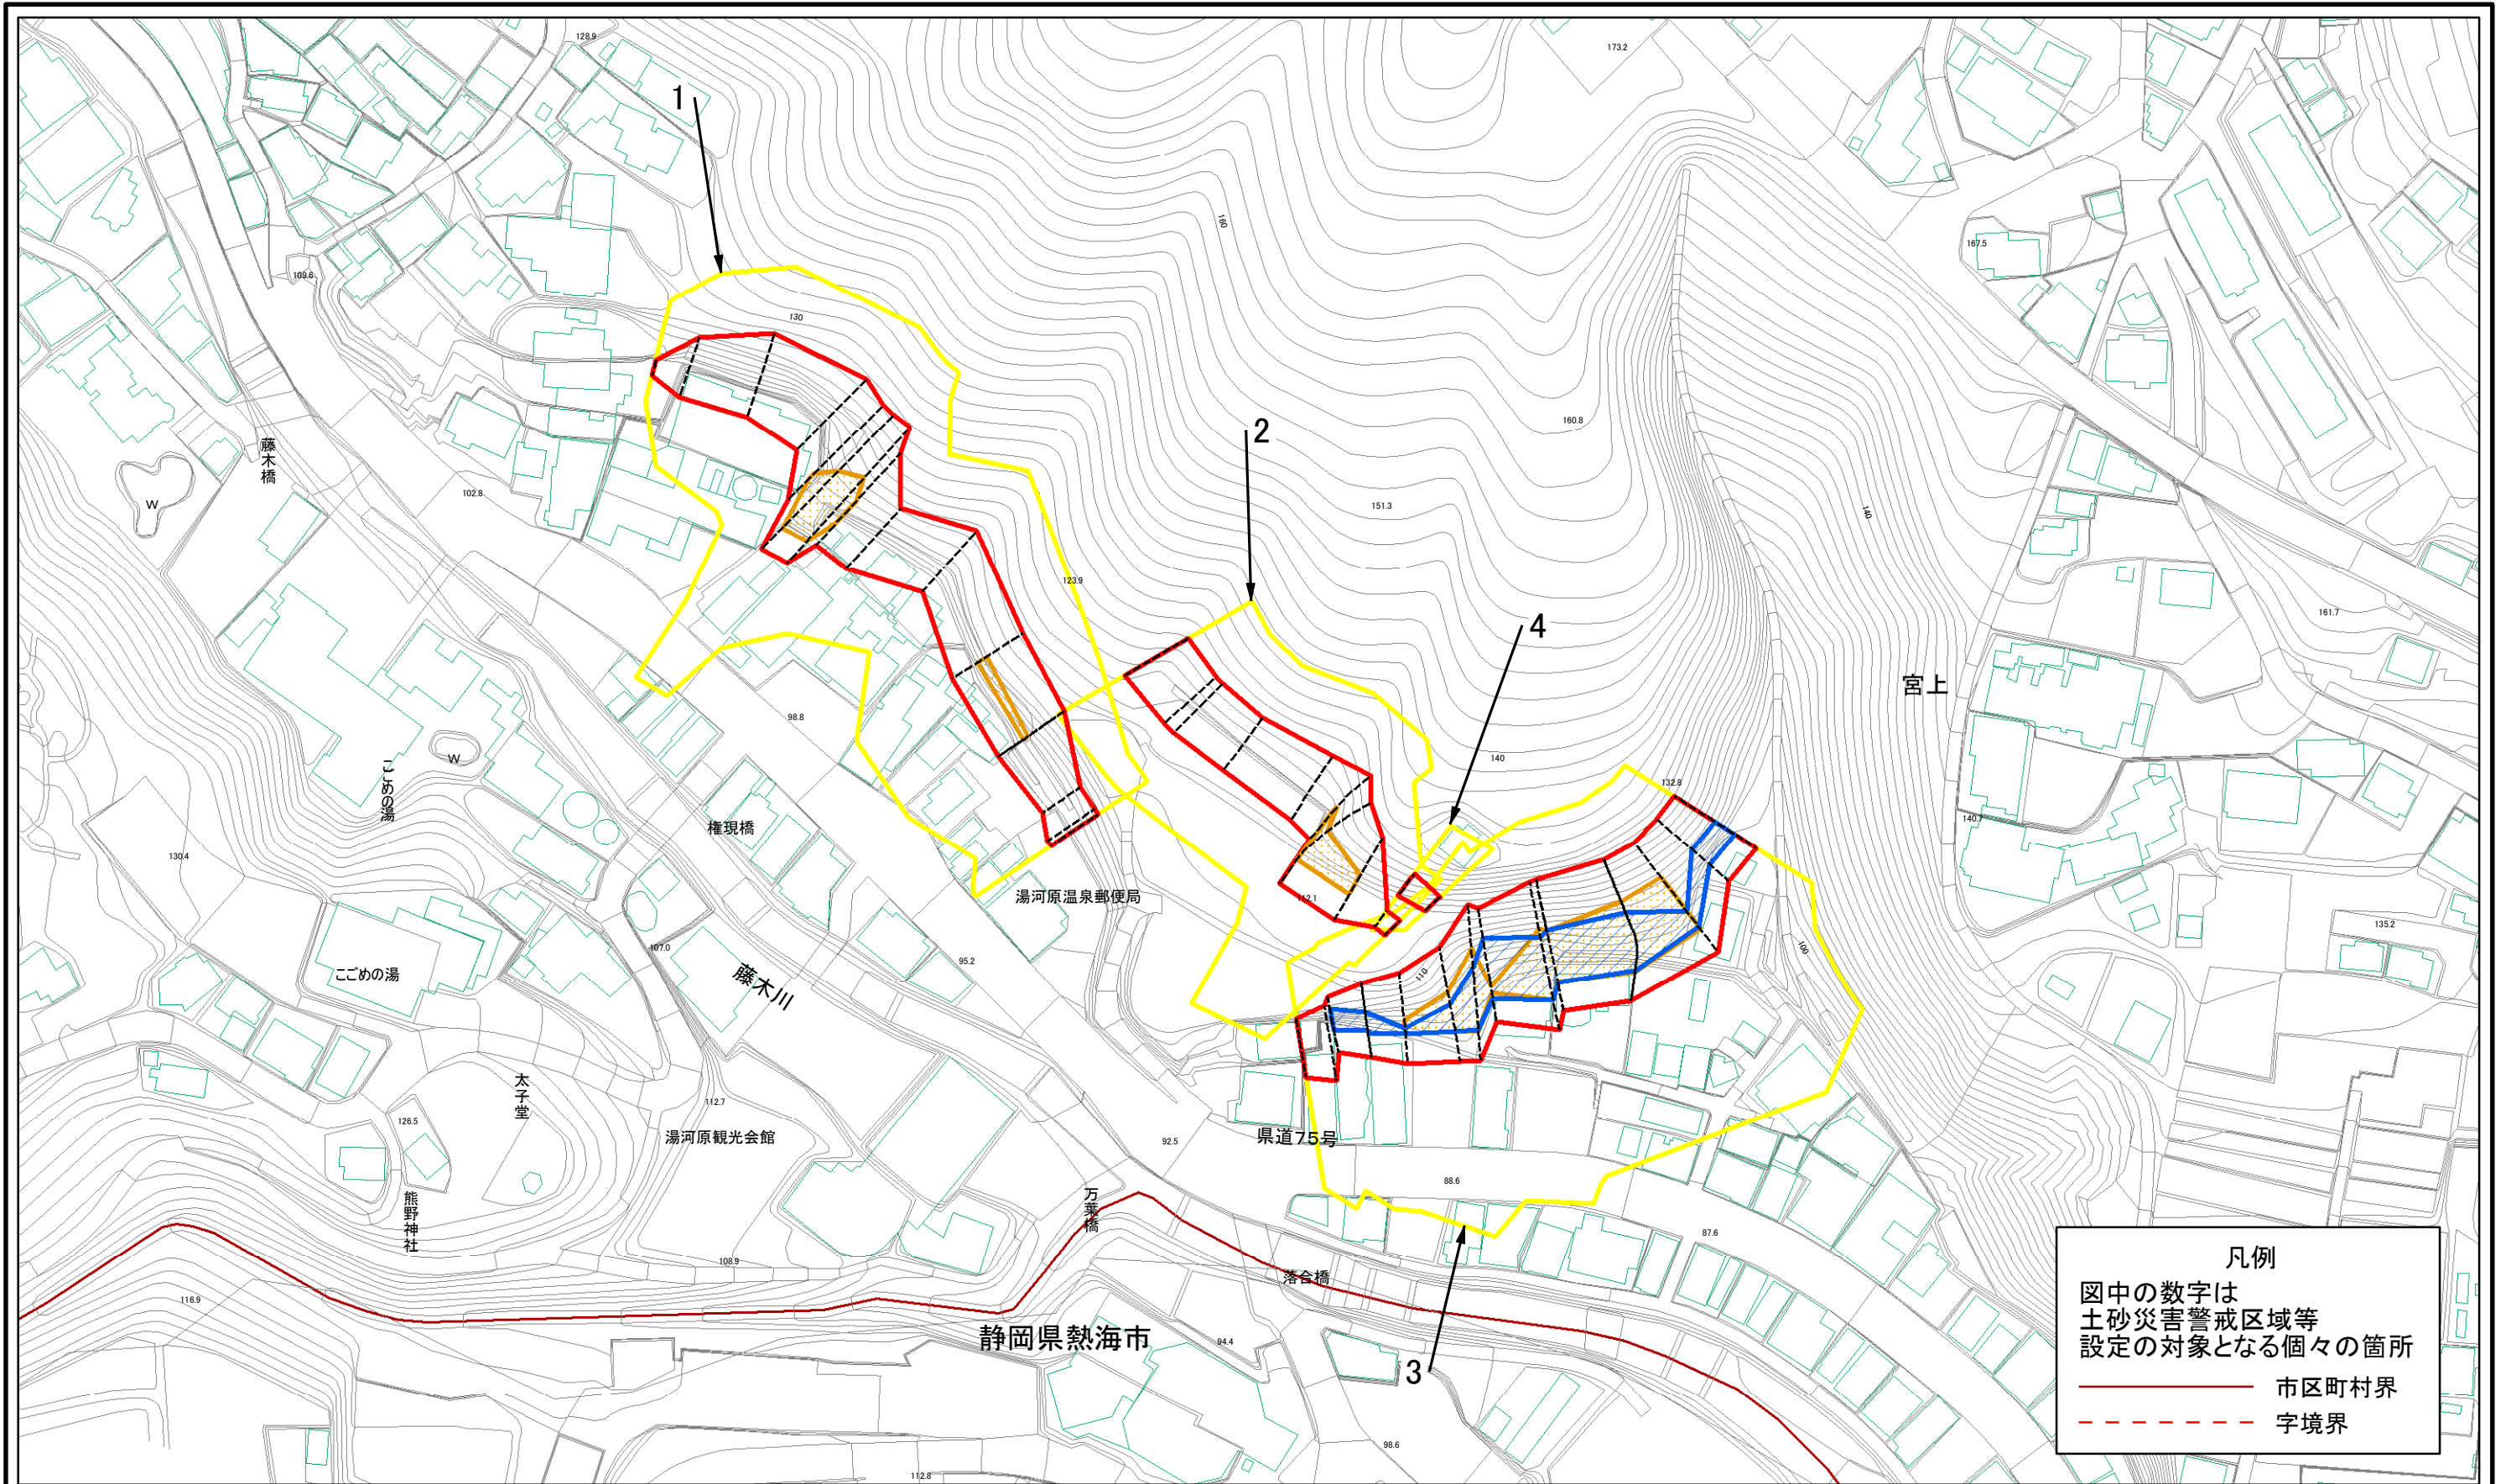 128.9
173.2
1
160
167.5
109.6
130
2
160.8
藤木橋
W
102.8
151.3
140
123.9
161.7
4
宮上
98.8
140
132.8
W
ここめの湯
権現橋
140.7
130.4
湯河原温泉郵便局
112.1
135.2
107.0
100
95.2
110
こごめの湯
藤木川
太子堂
112.7
126.5
湯河原観光会館
92.5
県道75号
88.6
万葉橋
熊野神社
87.6
108.9
落合橋
116.9
静岡県熱海市
94.4
3
98.6
112.8
凡例
図中の数字は
土砂災害警戒区域等
設定の対象となる個々の箇所
市区町村界
字境界